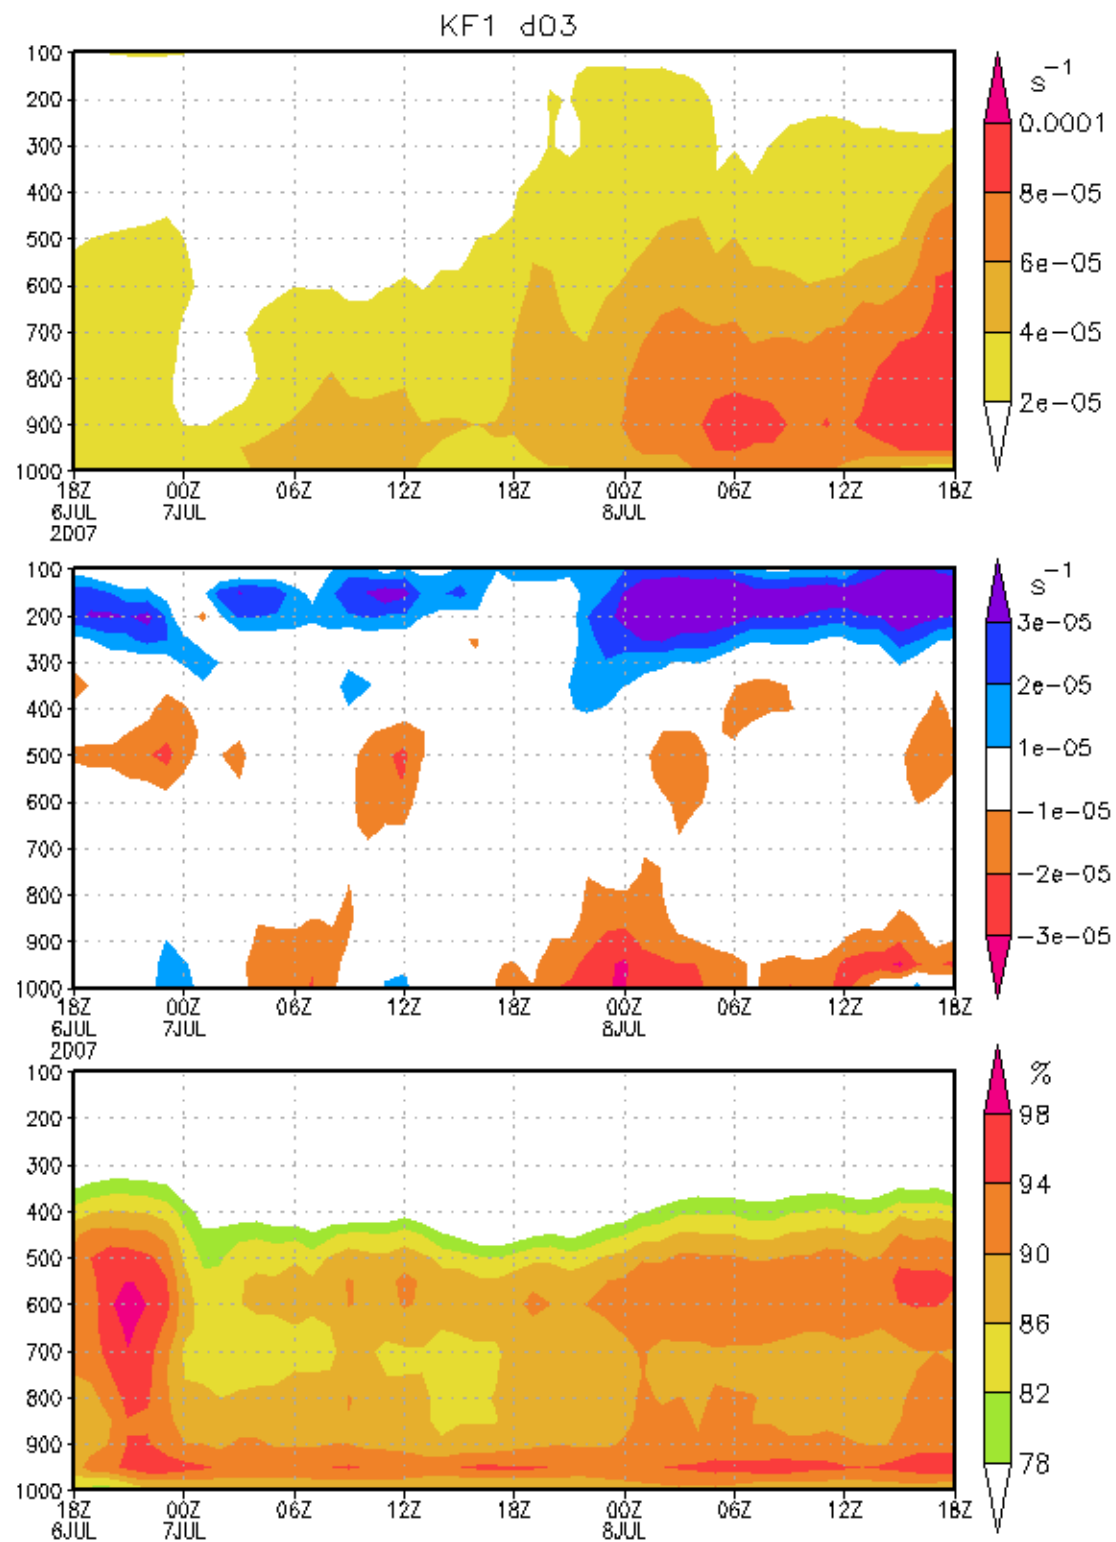 KF1 d03
100
200
300
400
500
600
700
800
900
1000
18Z 00Z 06Z 12Z 18Z 00Z 06Z 12Z 18Z
6JUL 7JUL 8JUL
2007
s-1
0.0001
8e-05
6e-05
4e-05
2e-05
100
200
300
400
500
600
700
800
900
1000
18Z 00Z 06Z 12Z 18Z 00Z 06Z 12Z 18Z
6JUL 7JUL 8JUL
2007
s-1
3e-05
2e-05
1e-05
-1e-05
-2e-05
-3e-05
100
200
300
400
500
600
700
800
900
1000
18Z 00Z 06Z 12Z 18Z 00Z 06Z 12Z 18Z
6JUL 7JUL 8JUL
%
98
94
90
86
82
78